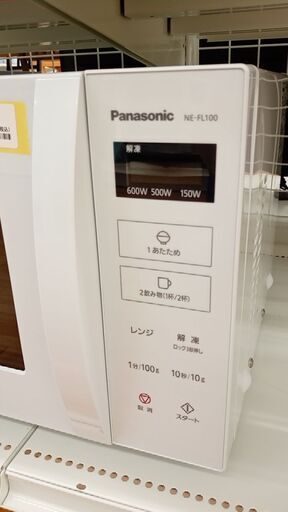 Panasonic NE-FL100
解凍
600W 500W 150W
1あたため
2飲み物(1杯/2杯)
レンジ 解凍
ロック3秒押し
1分/100g 10秒/10g
取消 スタート